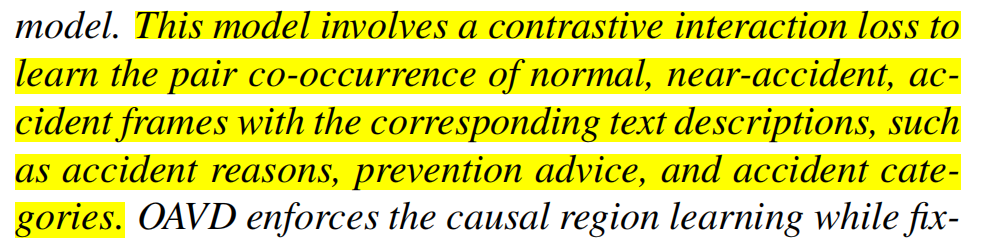 model. This model involves a contrastive interaction loss to
learn the pair co-occurrence of normal, near-accident, ac-
cident frames with the corresponding text descriptions, such
as accident reasons, prevention advice, and accident cate-
gories. OAVD enforces the causal region learning while fix-